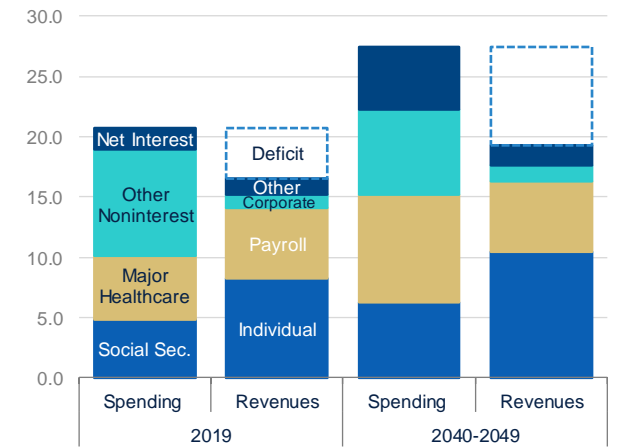 30.0
25.0
20.0
15.0
10.0
5.0
0.0
Net Interest
Other
Noninterest
Major
Healthcare
Social Sec.
Deficit
Other
Corporate
Payroll
Individual
Spending Revenues Spending Revenues
2019 2040-2049